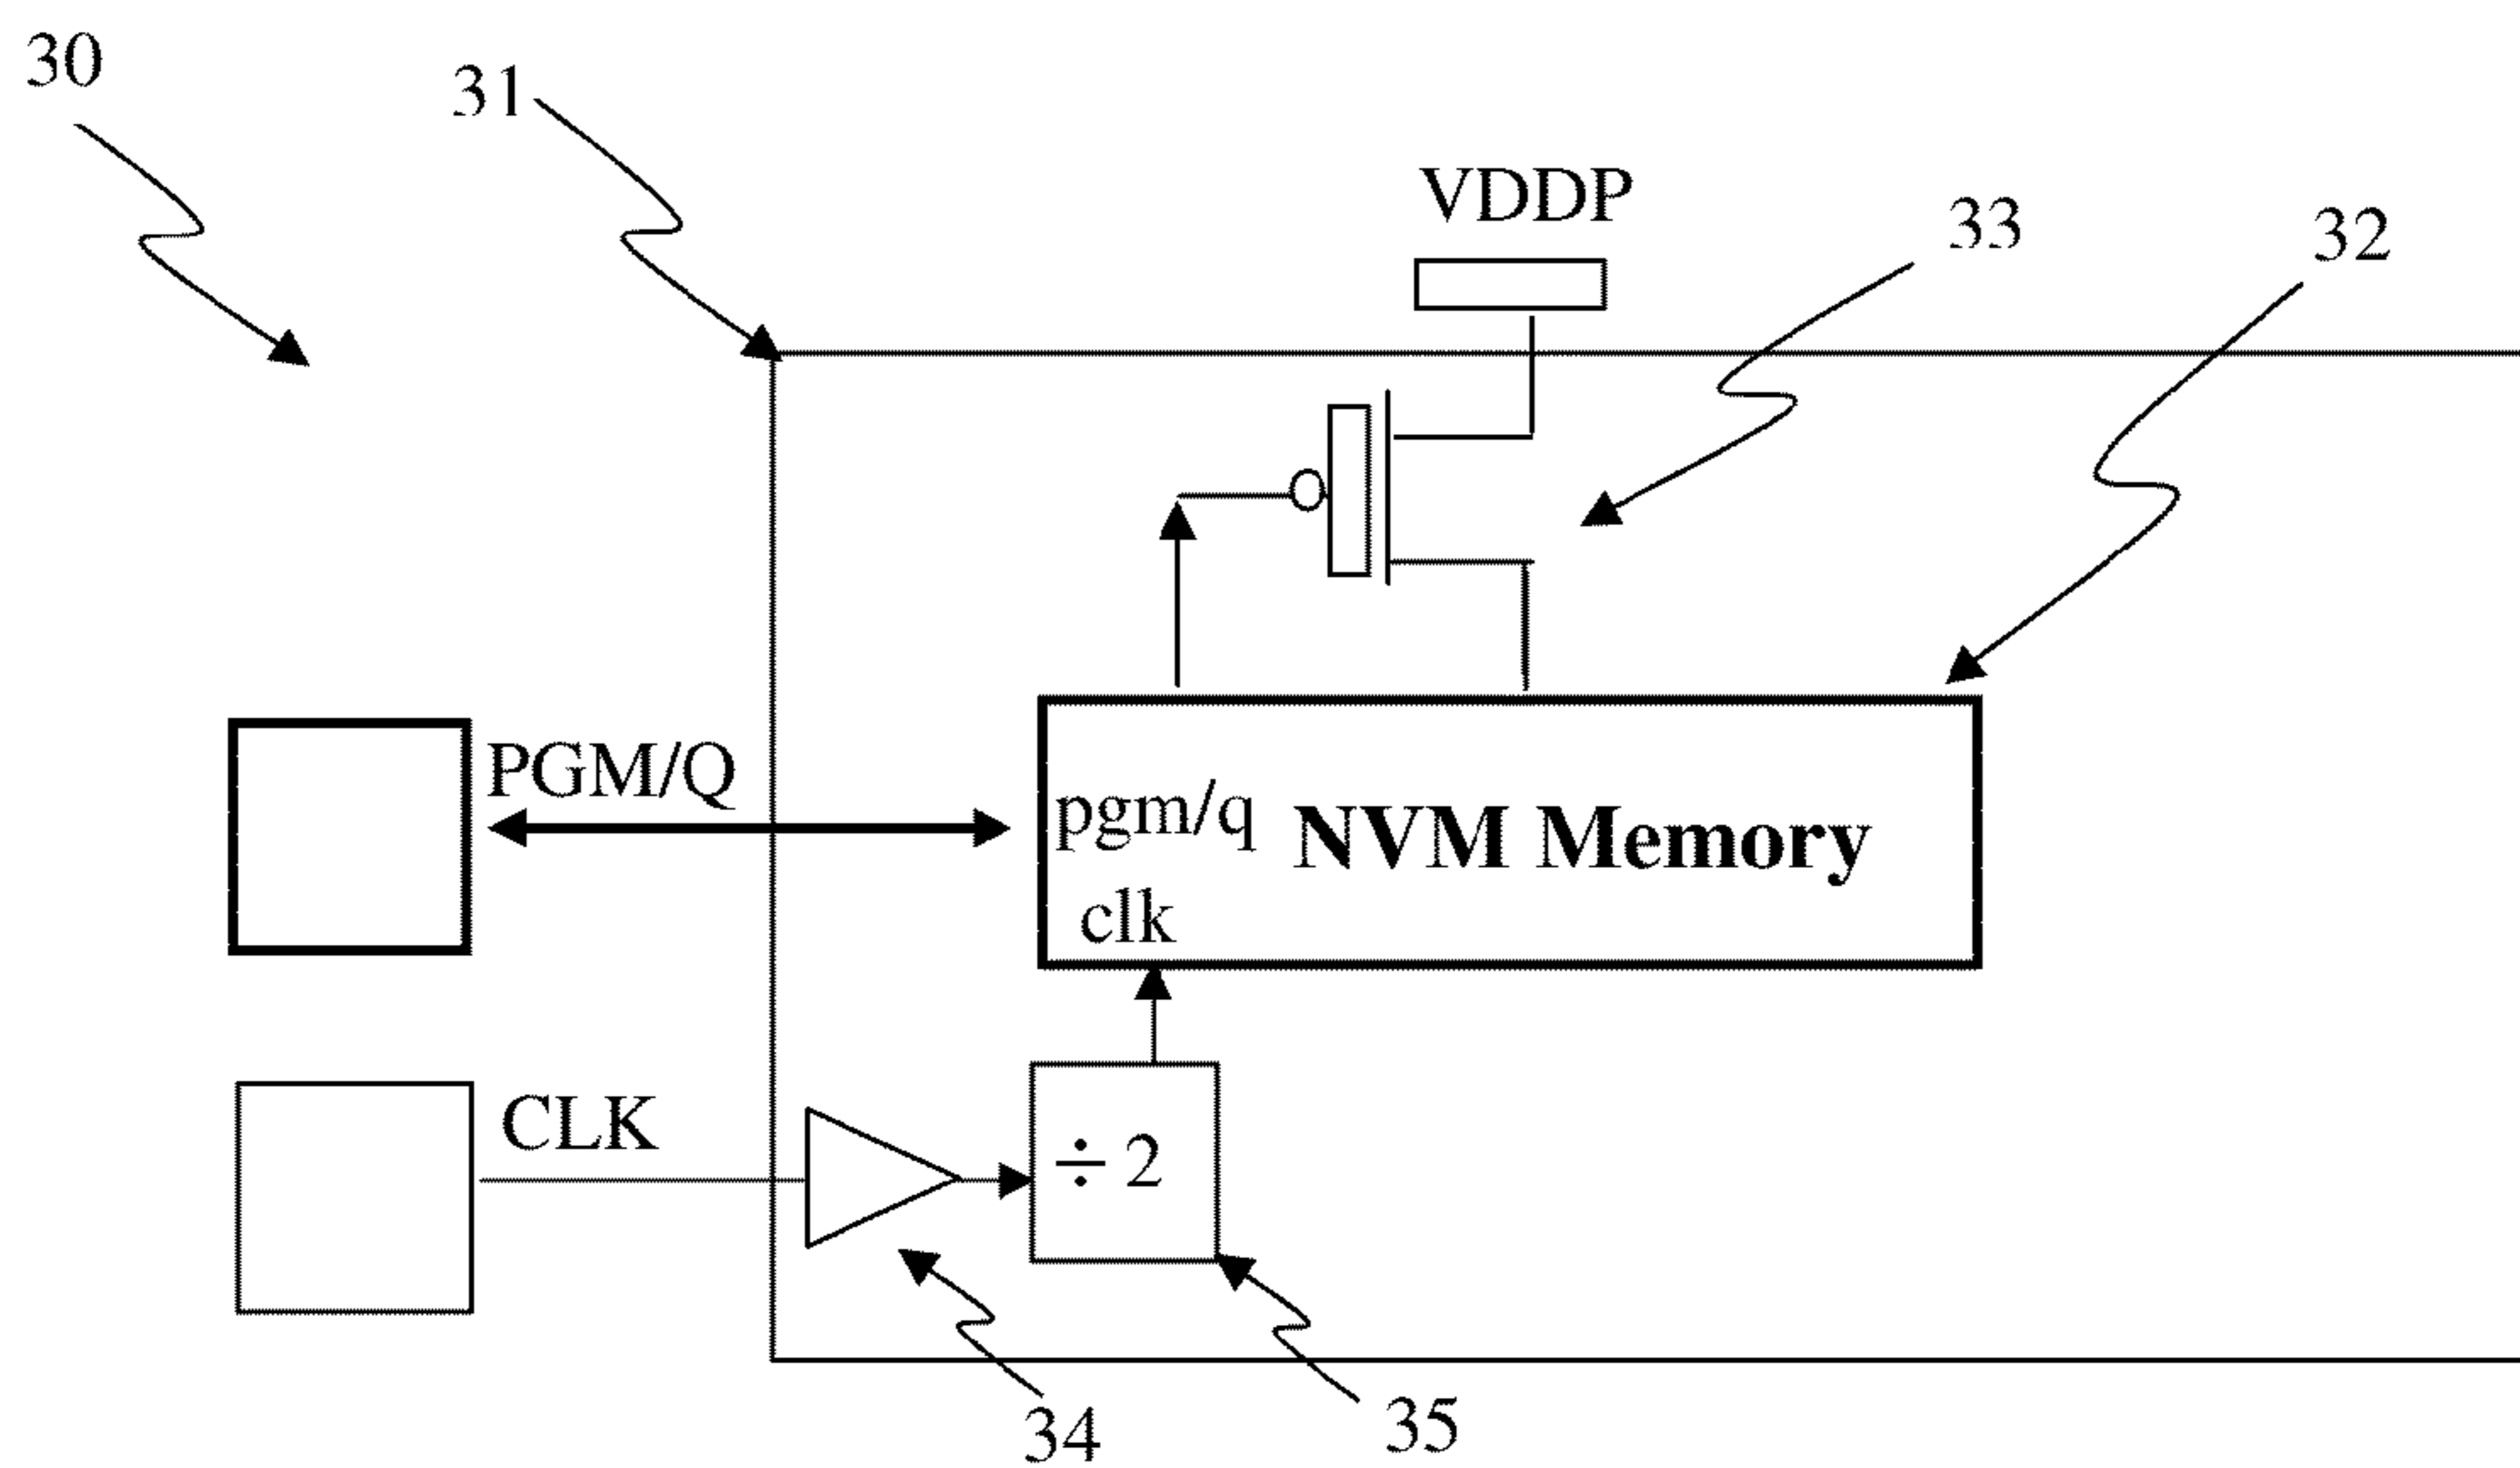 30
31
VDDP
33
32
PGM/Q
pgm/q NVM Memory
clk
CLK
÷ 2
34
35